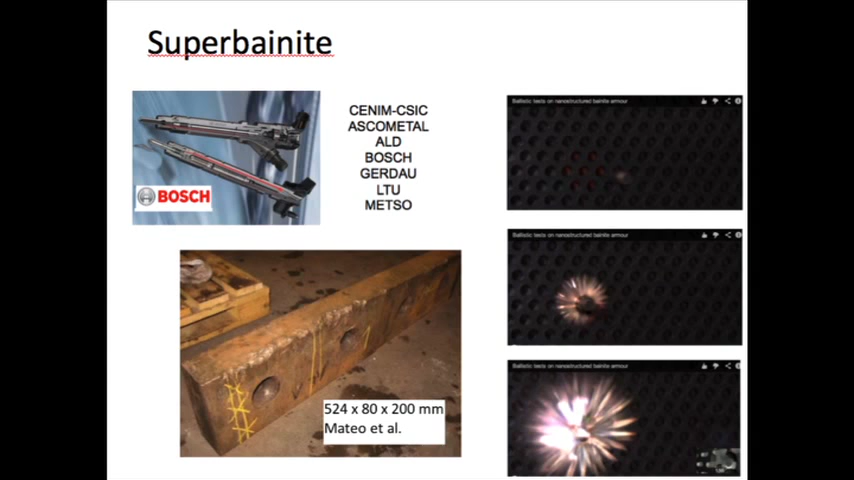 Superbainite
BOSCH
CENIM-CSIC
ASCOMETAL
ALD
BOSCH
GERDAU
LTU
METSO
524 x 80 x 200 mm
Mateo et al.
Ballistic tests on nanostructured bainite armour
Ballistic tests on nanostructured bainite armour
Ballistic tests on nanostructured bainite armour